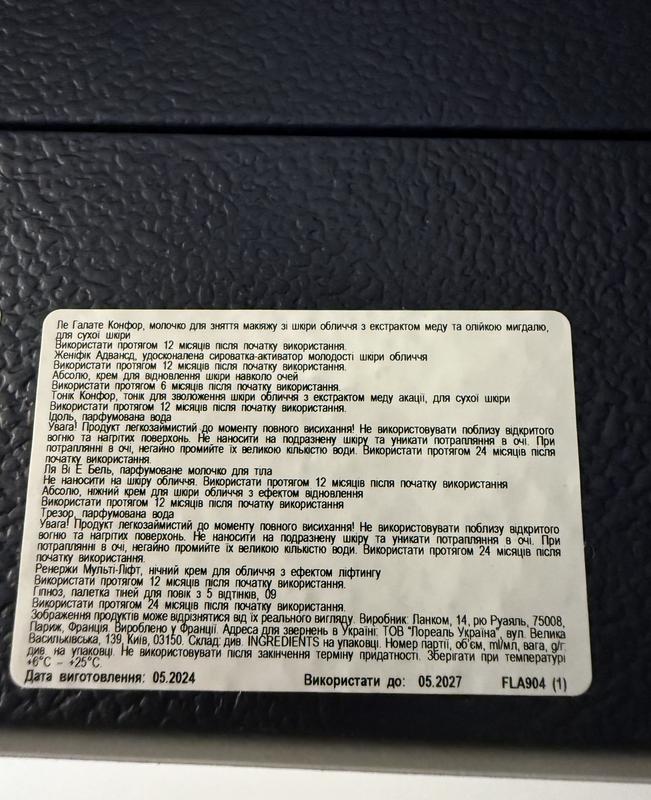 Ле Галате Конфор, молочко для зняття макіяжу зі шкіри обличчя з екстрактом меду та олійкою мигдалю,
для сухої шкіри
Використати протягом 12 місяців після початку використання.
Женіфік Адвансд, удосконалена сироватка-активатор молодості шкіри обличчя
Використати протягом 12 місяців після початку використання.
Абсолю, крем для відновлення шкіри навколо очей
Використати протягом 6 місяців після початку використання.
Тонік Конфор, тонік для зволоження шкіри обличчя з екстрактом меду акації, для сухої шкіри
Використати протягом 12 місяців після початку використання.
Ідоль, парфумована вода
Увага! Продукт легкозаймистий до моменту повного висихання! Не використовувати поблизу відкритого
вогню та нагрітих поверхонь. Не наносити на подразнену шкіру та уникати потрапляння в очі. При
потраплянні в очі, негайно промийте їх великою кількістю води. Використати протягом 24 місяців після
початку використання.
Ля Ві Е Бель, парфумоване молочко для тіла
Не наносити на шкіру обличчя. Використати протягом 12 місяців після початку використання
Абсолю, ніжний крем для шкіри обличчя з ефектом відновлення
Використати протягом 12 місяців після початку використання
Трезор, парфумована вода
Увага! Продукт легкозаймистий до моменту повного висихання! Не використовувати поблизу відкритого
вогню та нагрітих поверхонь. Не наносити на подразнену шкіру та уникати потрапляння в очі. При
потраплянні в очі, негайно промийте їх великою кількістю води. Використати протягом 24 місяців після
початку використання.
Ренержи Мульті-Ліфт, нічний крем для обличчя з ефектом ліфтингу
Використати протягом 12 місяців після початку використання.
Гіпноз, палетка тіней для повік з 5 відтінків, 09
Використати протягом 24 місяців після початку використання.
Зображення продуктів може відрізнятися від їх реального вигляду. Виробник: Ланком, 14, рю Руаяль, 75008,
Париж, Франція. Вироблено у Франції. Адреса для звернень в Україні: ТОВ "Лореаль Україна", вул. Велика
Васильківська, 139, Київ, 03150. Склад: див. INGREDIENTS на упаковці. Номер партії, об'єм, ml/мл, вага, g/г:
див. на упаковці. Не використовувати після закінчення терміну придатності. Зберігати при температурі
+6°C – +25°C.
Дата виготовлення: 05.2024 Використати до: 05.2027 FLA904 (1)